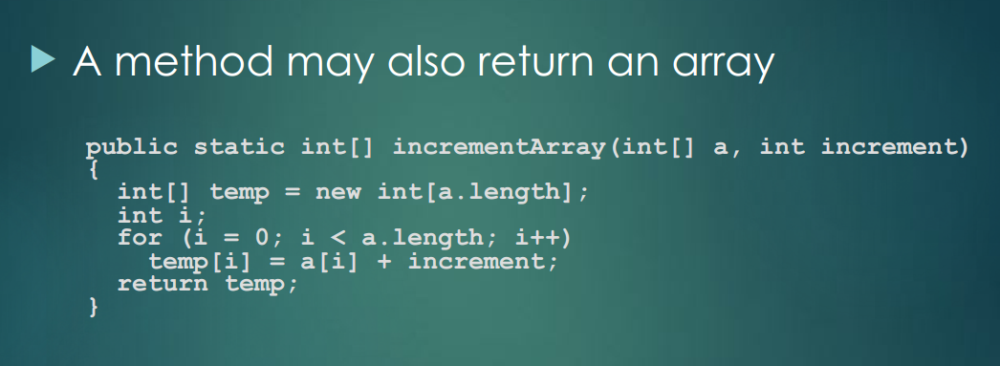 A method may also return an array
public static int[] incrementArray(int[] a, int increment)
{
int[] temp = new int[a.length];
int i;
for (i = 0; i < a.length; i++)
temp[i] = a[i] + increment;
return temp;
}